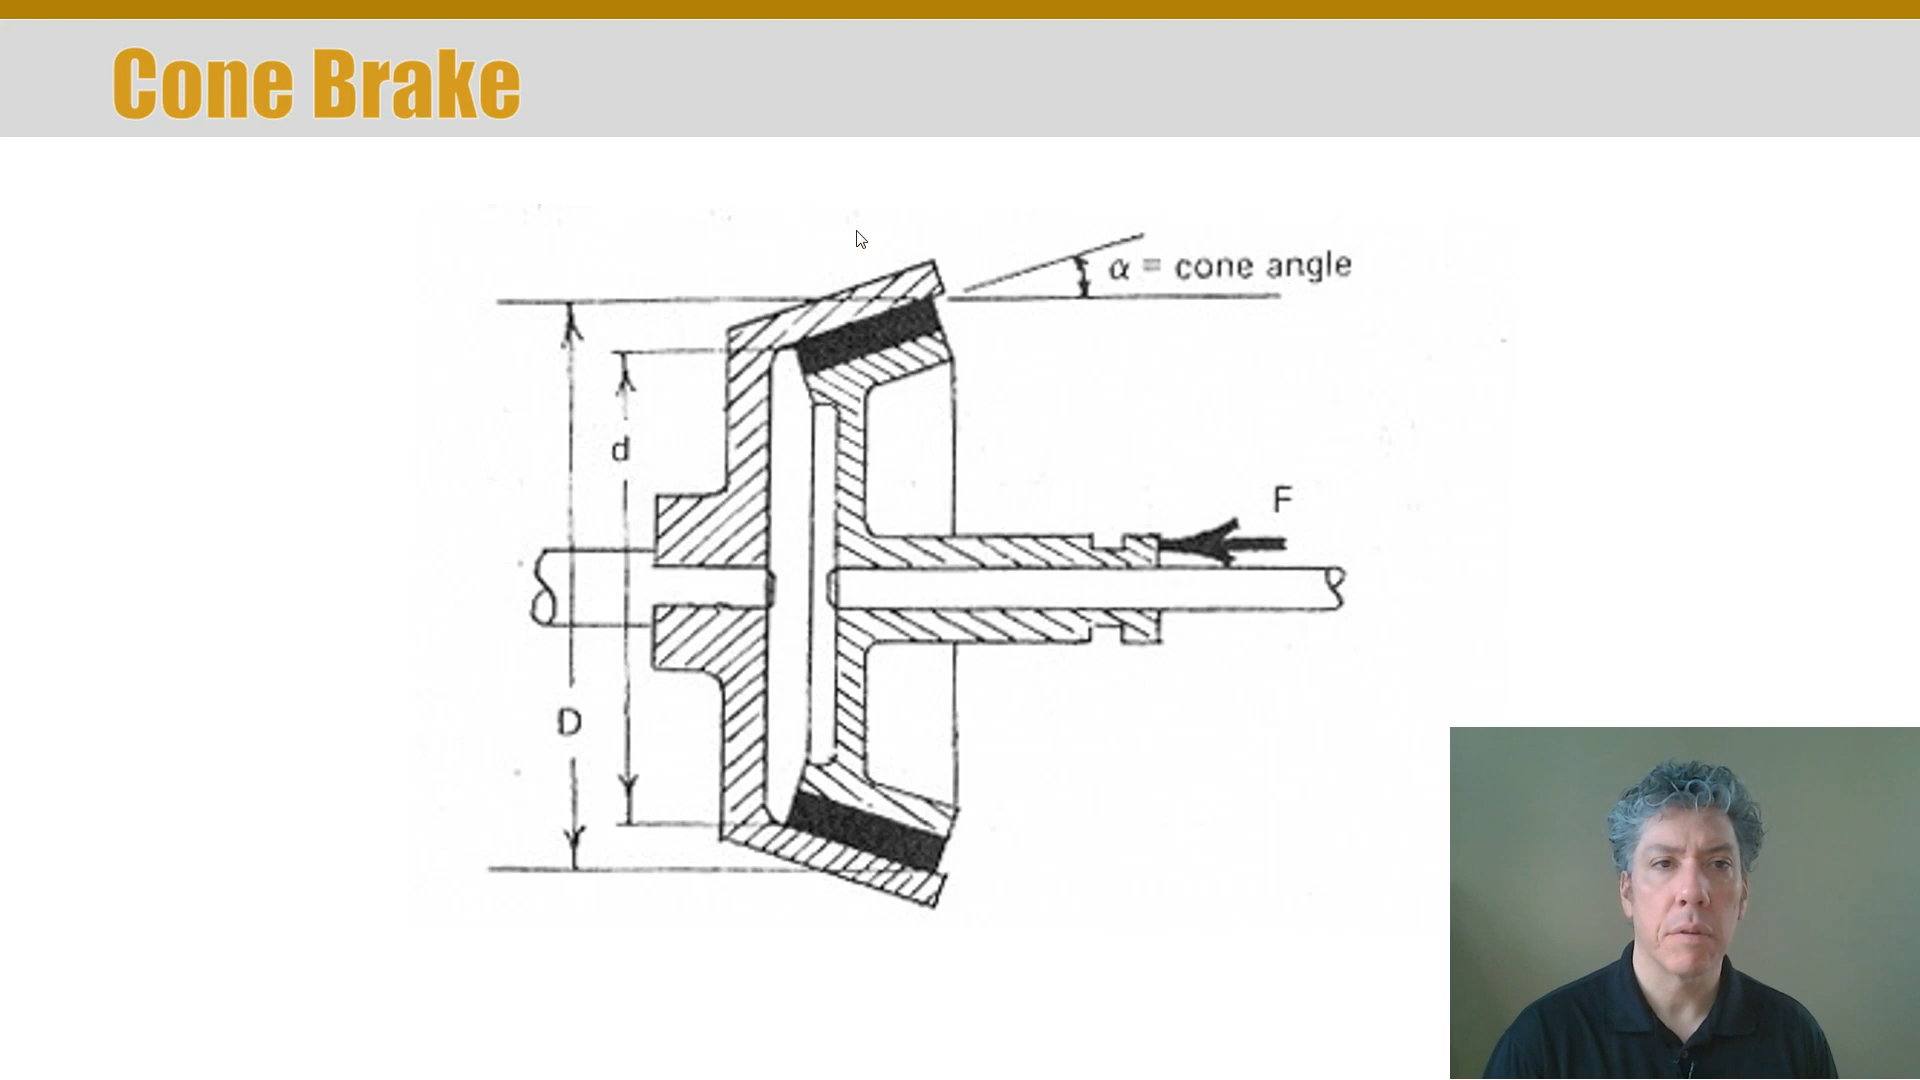 Cone Brake
α = cone angle
d
F
D